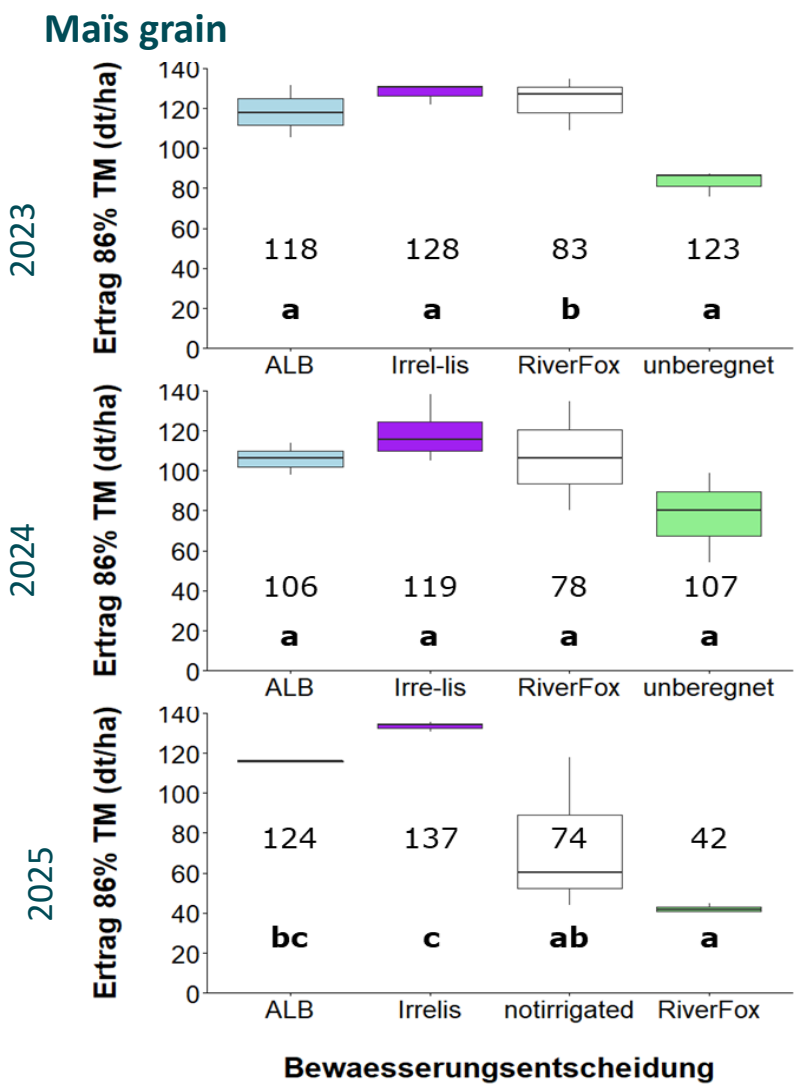 Maïs grain
2023
Ertrag 86% TM (dt/ha)
140
120
100
80
60
40
20
0
118 128 83 123
a a b a
ALB Irrel-lis RiverFox unberegnet
2024
Ertrag 86% TM (dt/ha)
140
120
100
80
60
40
20
0
106 119 78 107
a a a a
ALB Irre-lis RiverFox unberegnet
2025
Ertrag 86% TM (dt/ha)
140
120
100
80
60
40
20
0
124 137 74 42
bc c ab a
ALB Irrelis notirrigated RiverFox
Bewaesserungsentscheidung